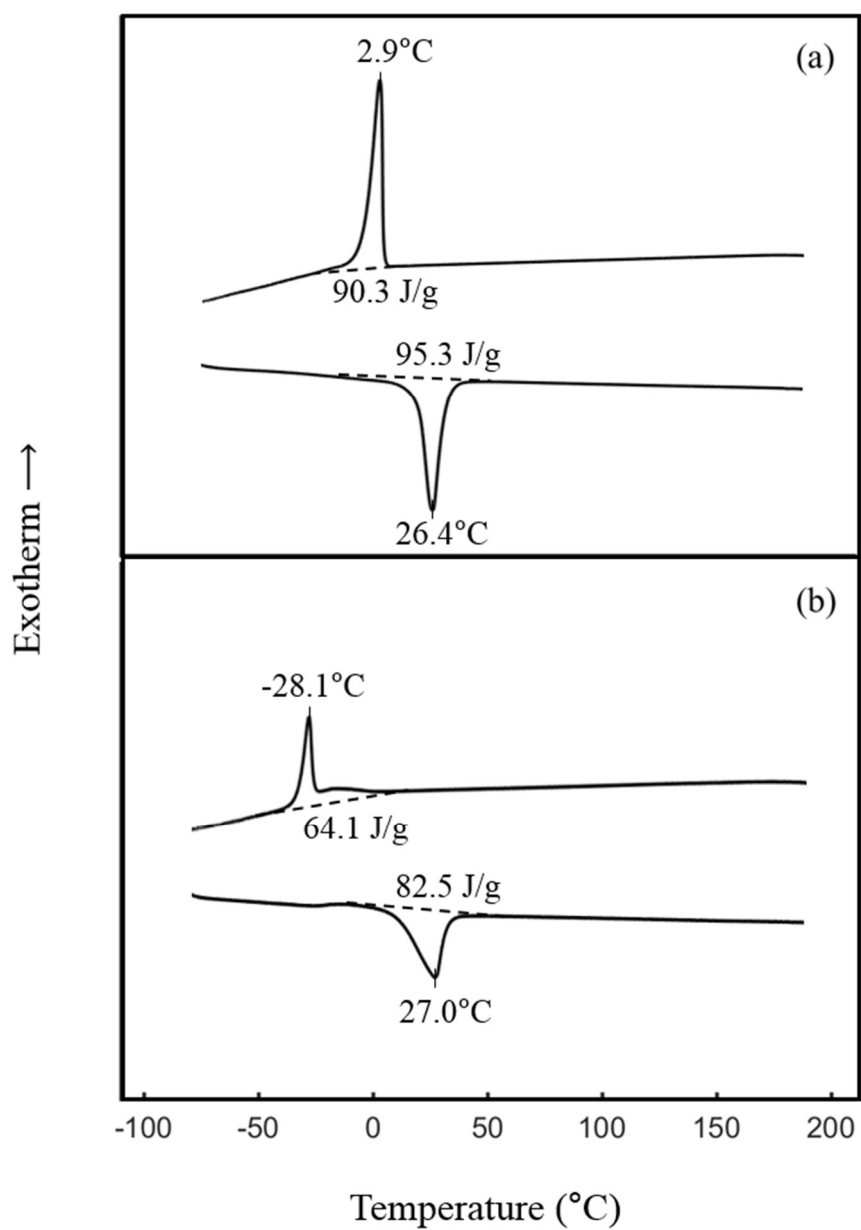 2.9°C
(a)
90.3 J/g
95.3 J/g
26.4°C
(b)
-28.1°C
64.1 J/g
82.5 J/g
27.0°C
Exotherm →
-100 -50 0 50 100 150 200
Temperature (°C)